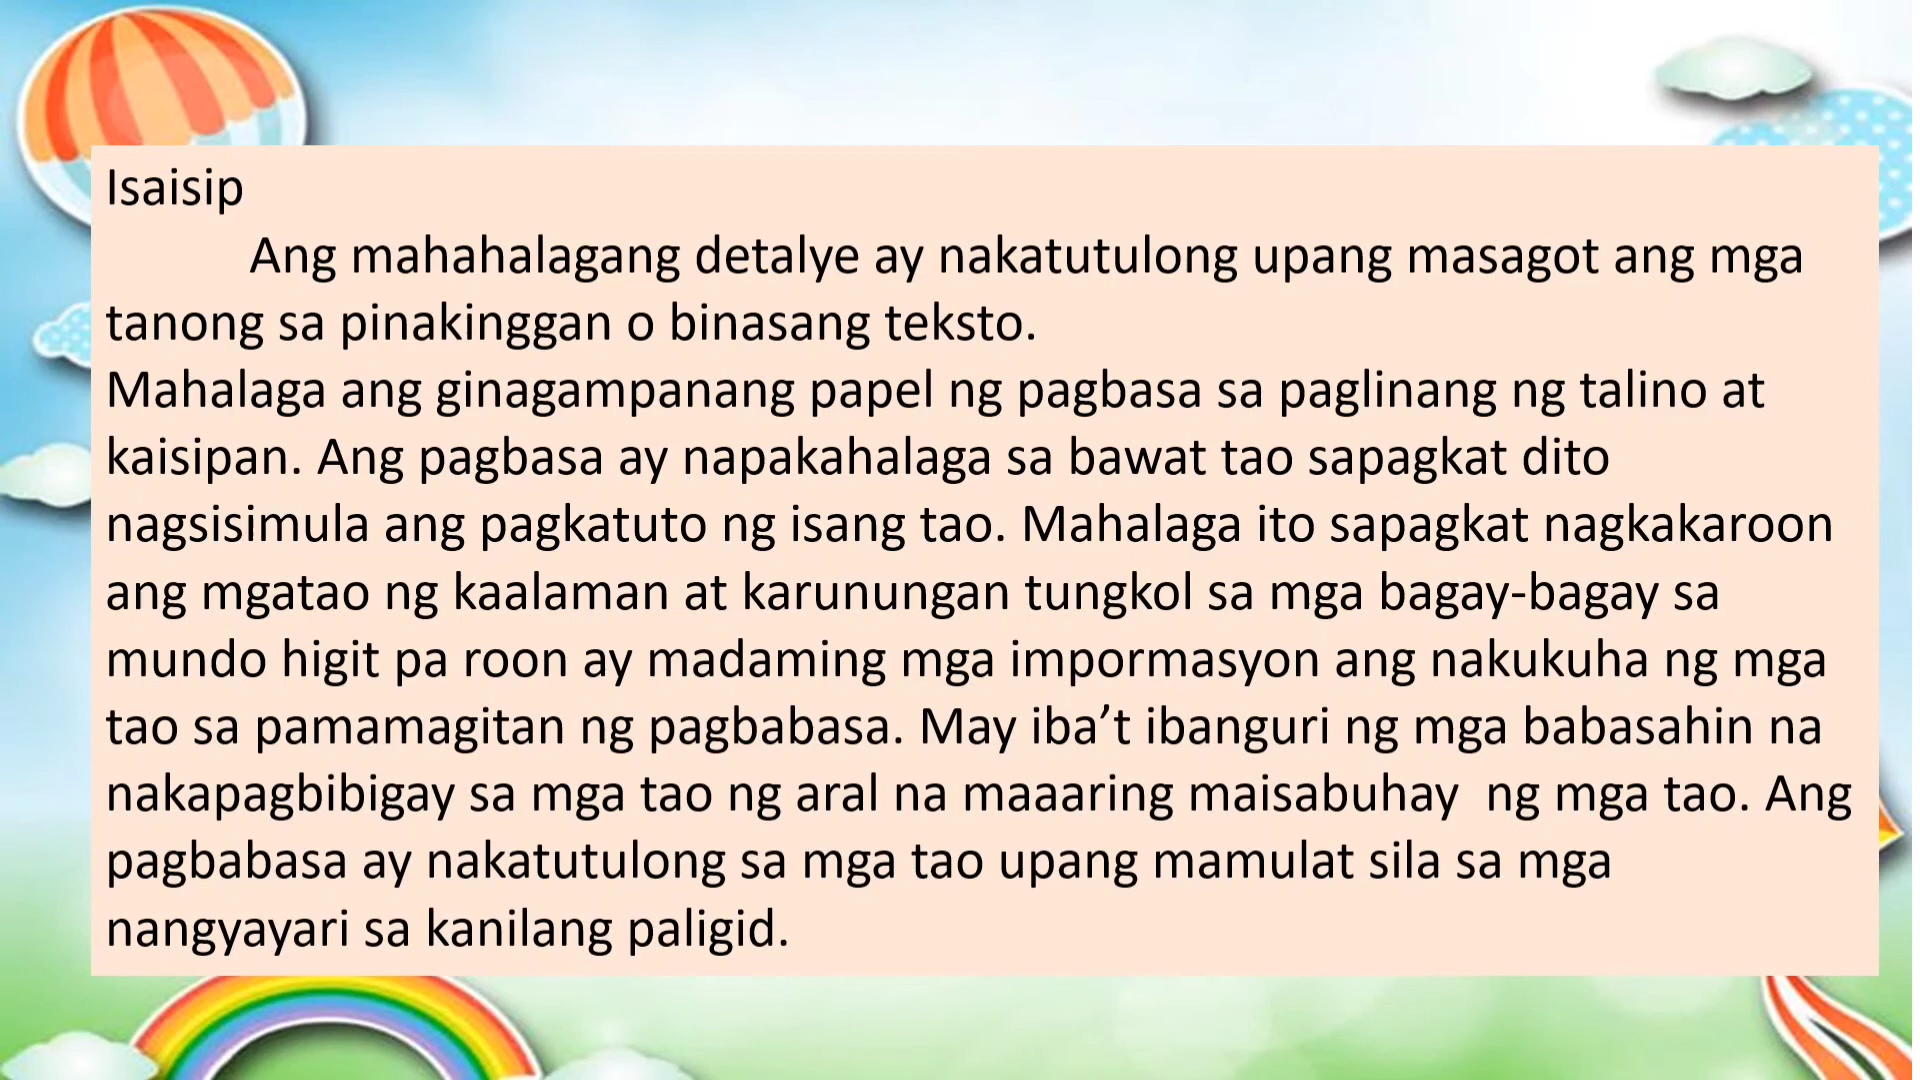 Isaisip
Ang mahahalagang detalye ay nakatutulong upang masagot ang mga
tanong sa pinakinggan o binasang teksto.
Mahalaga ang ginagampanang papel ng pagbasa sa paglinang ng talino at
kaisipan. Ang pagbasa ay napakahalaga sa bawat tao sapagkat dito
nagsisimula ang pagkatuto ng isang tao. Mahalaga ito sapagkat nagkakaroon
ang mgatao ng kaalaman at karunungan tungkol sa mga bagay-bagay sa
mundo higit pa roon ay madaming mga impormasyon ang nakukuha ng mga
tao sa pamamagitan ng pagbabasa. May iba’t ibanguri ng mga babasahin na
nakapagbibigay sa mga tao ng aral na maaaring maisabuhay  ng mga tao. Ang
pagbabasa ay nakatutulong sa mga tao upang mamulat sila sa mga
nangyayari sa kanilang paligid.